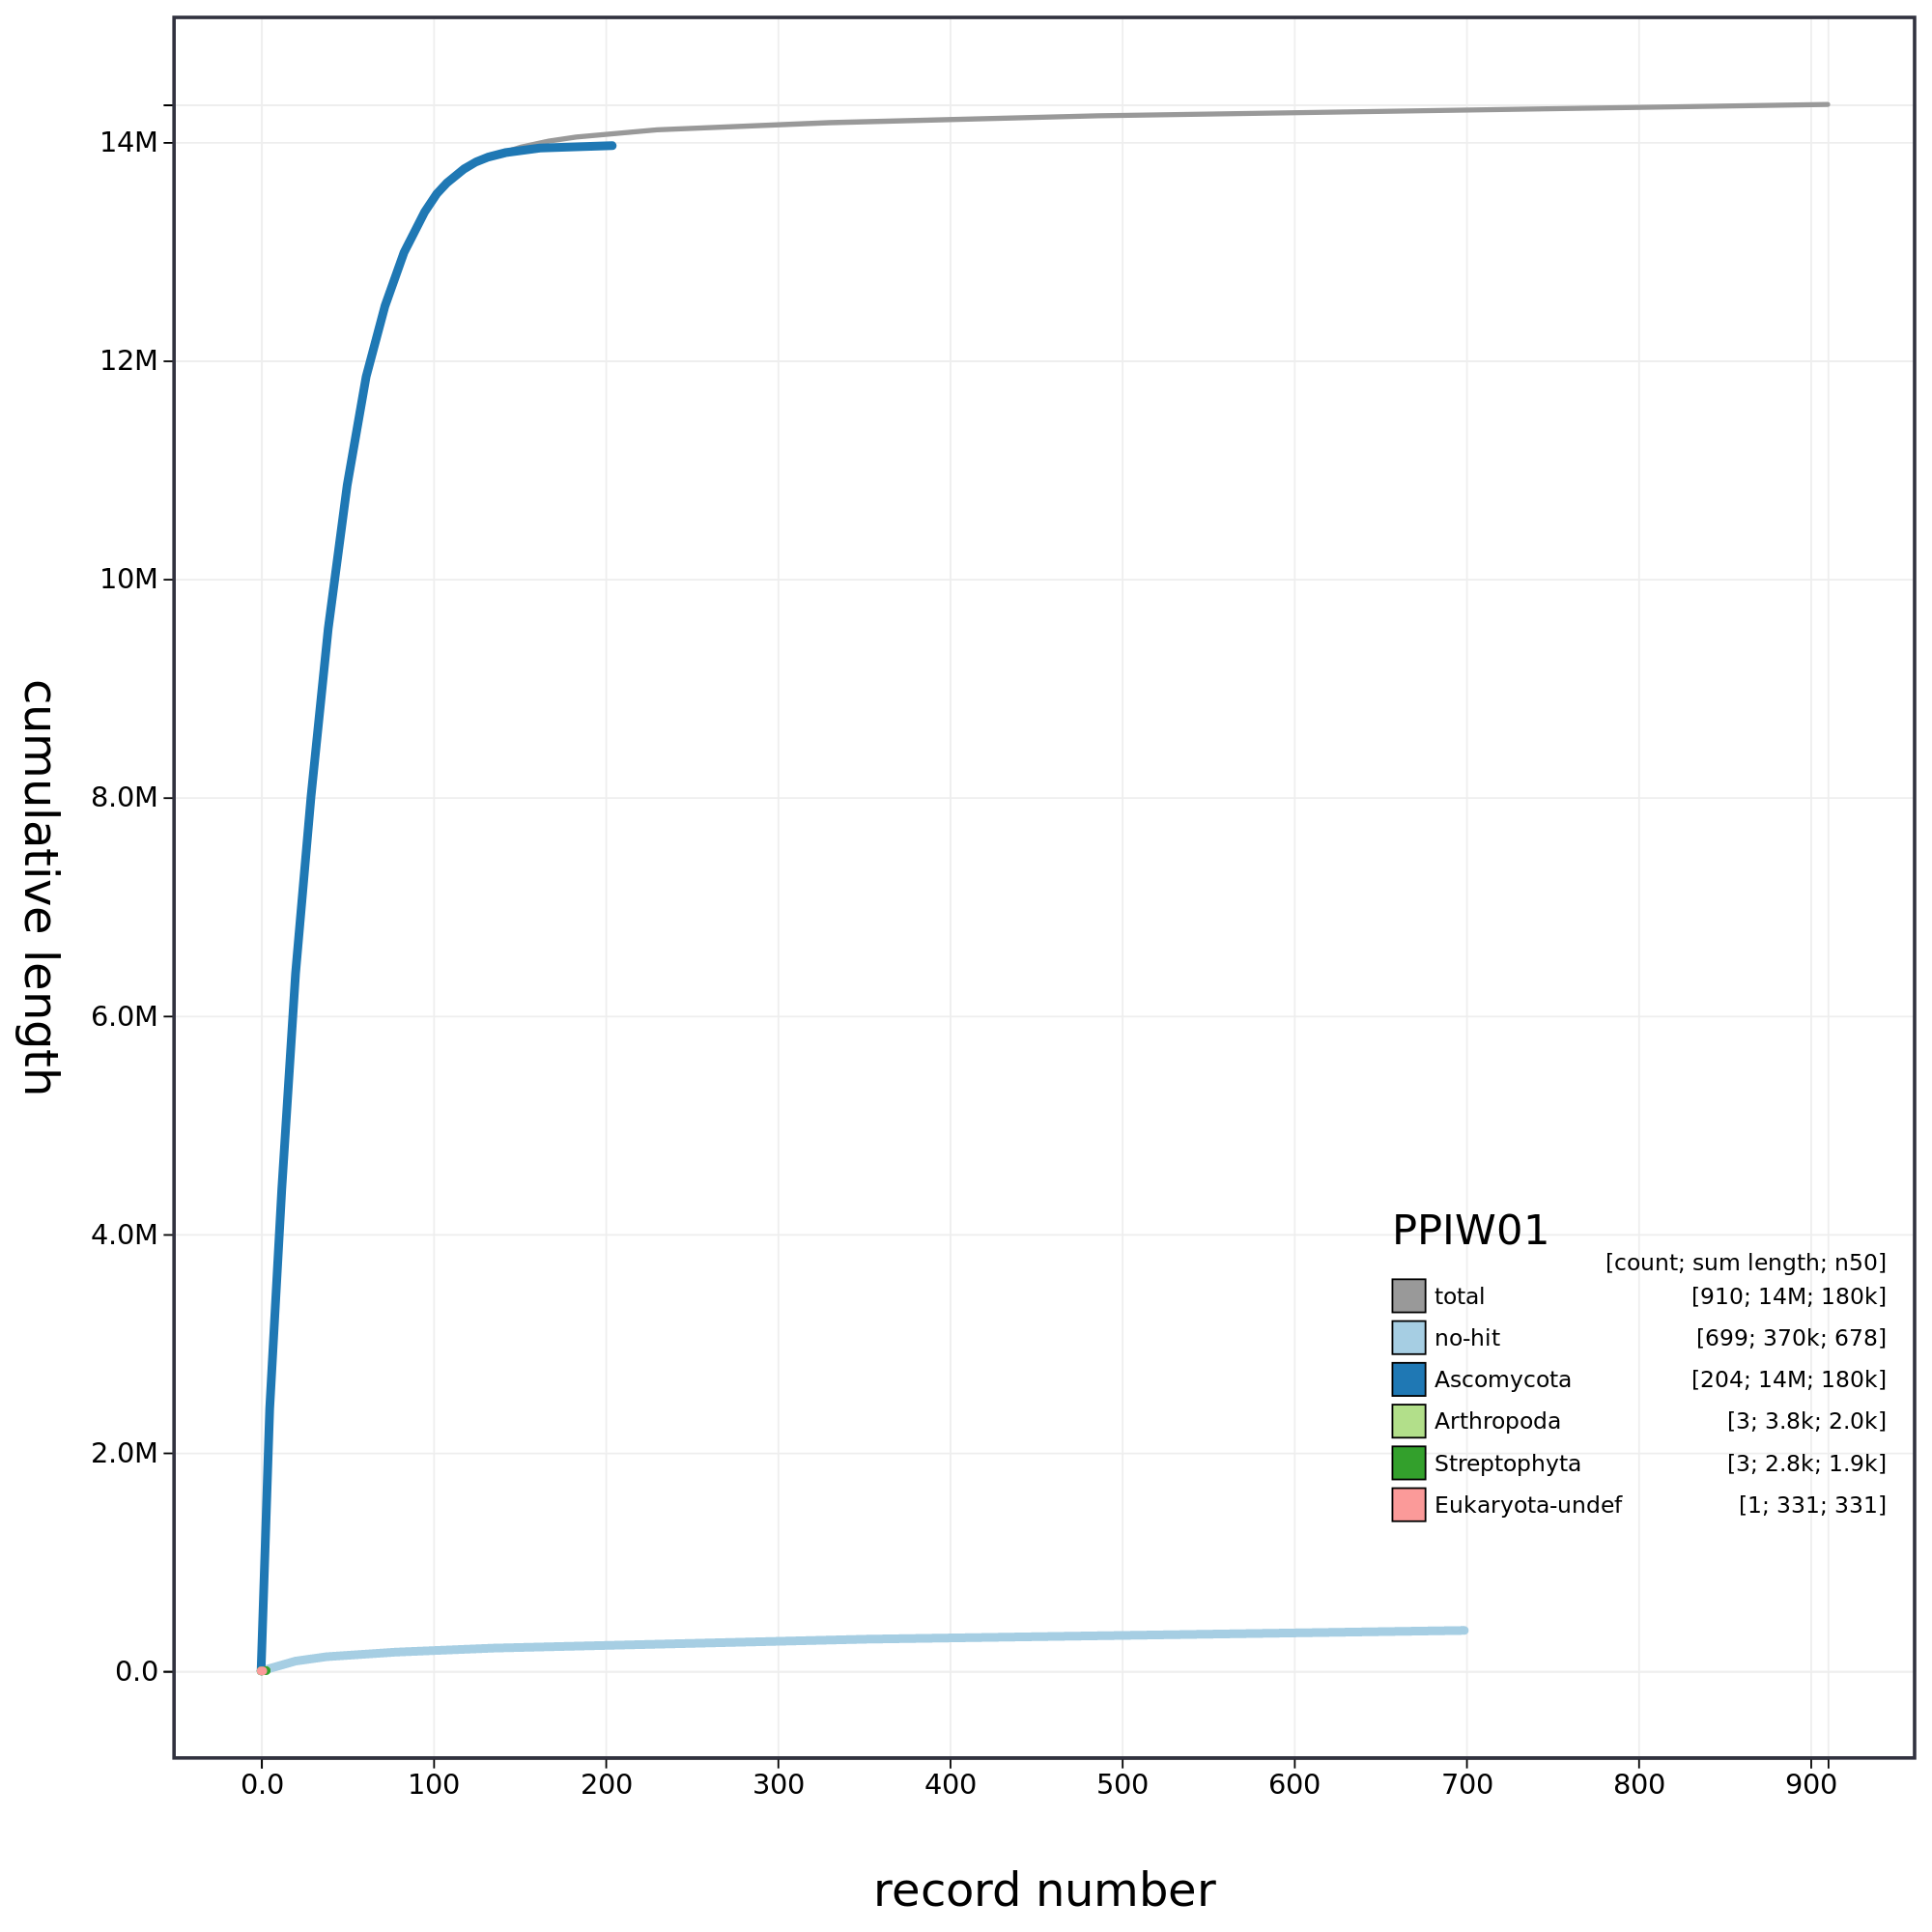 14M
12M
10M
8.0M
6.0M
4.0M
2.0M
0.0
cumulative length
PPIW01
[count; sum length; n50]
total [910; 14M; 180k]
no-hit [699; 370k; 678]
Ascomycota [204; 14M; 180k]
Arthropoda [3; 3.8k; 2.0k]
Streptophyta [3; 2.8k; 1.9k]
Eukaryota-undef [1; 331; 331]
0.0 100 200 300 400 500 600 700 800 900
record number